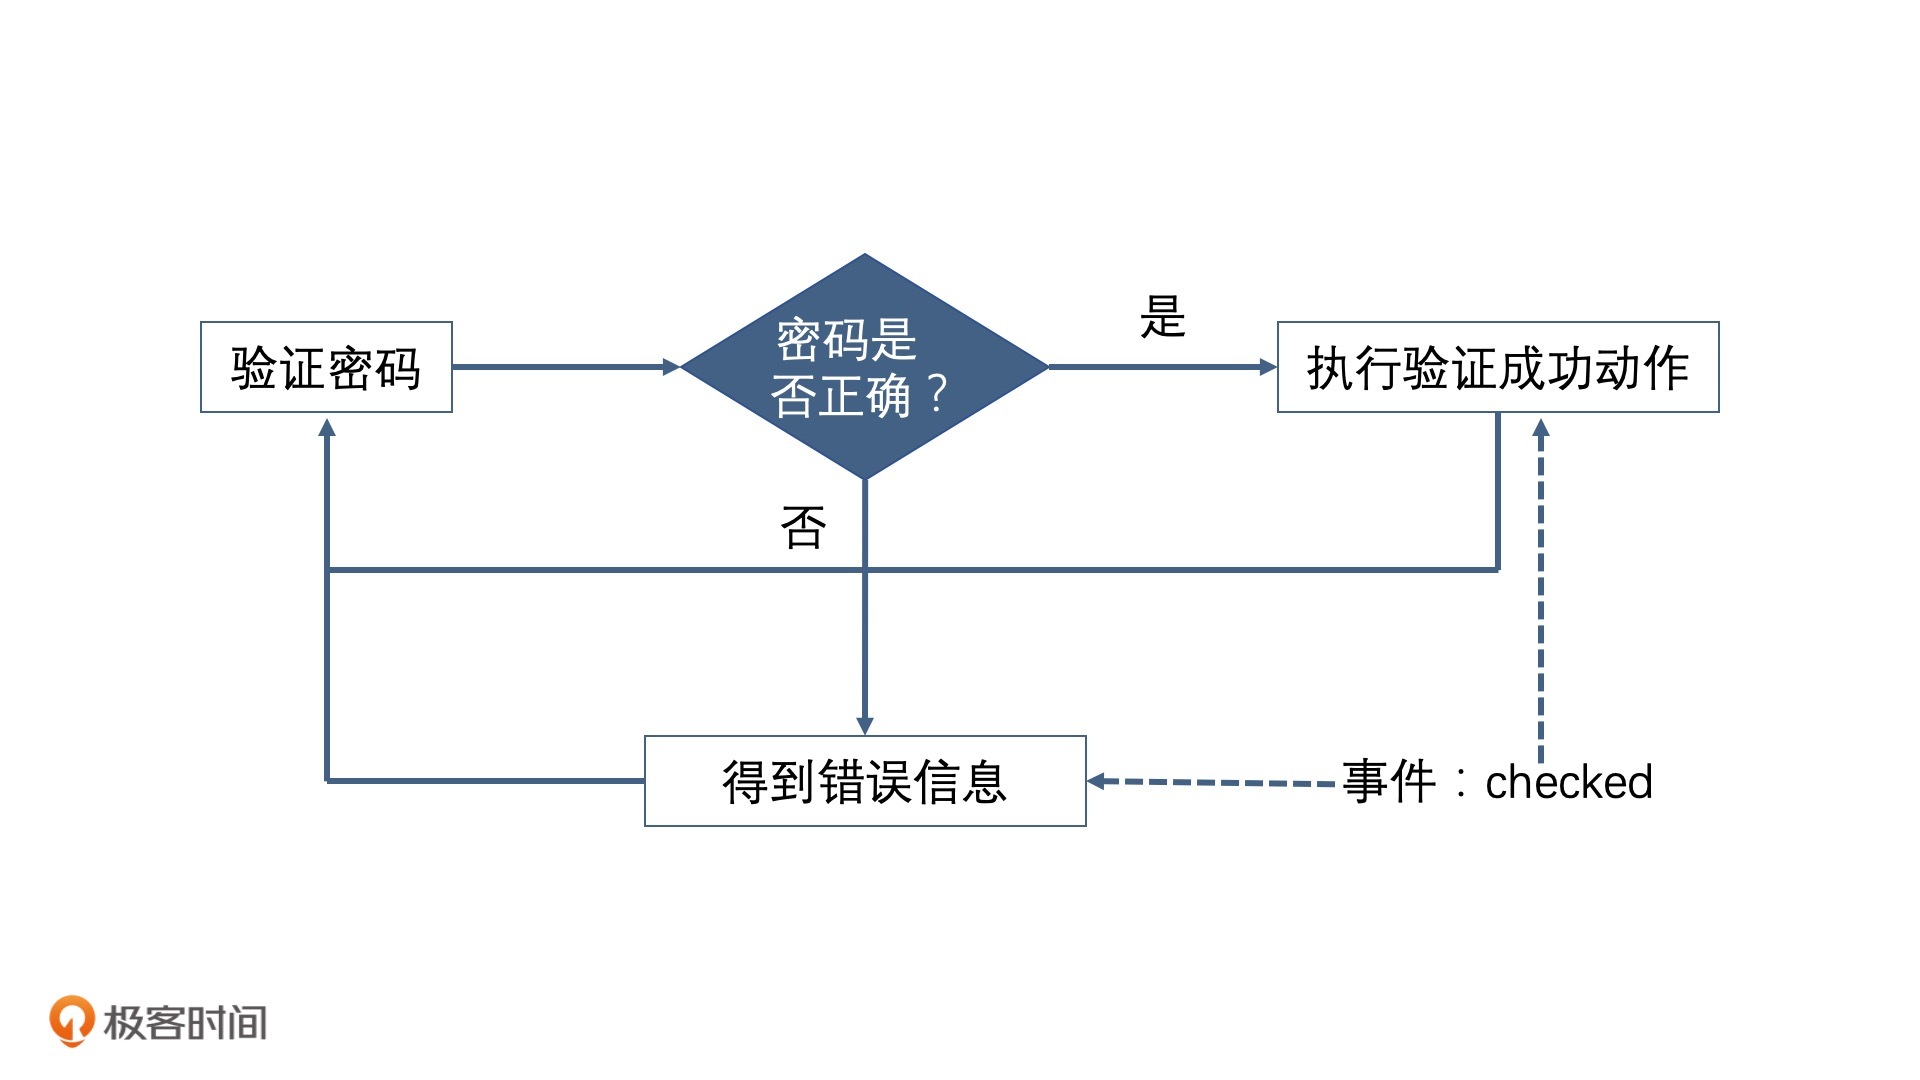 是
验证密码
密码是
否正确？
执行验证成功动作
否
得到错误信息
事件：checked
极客时间